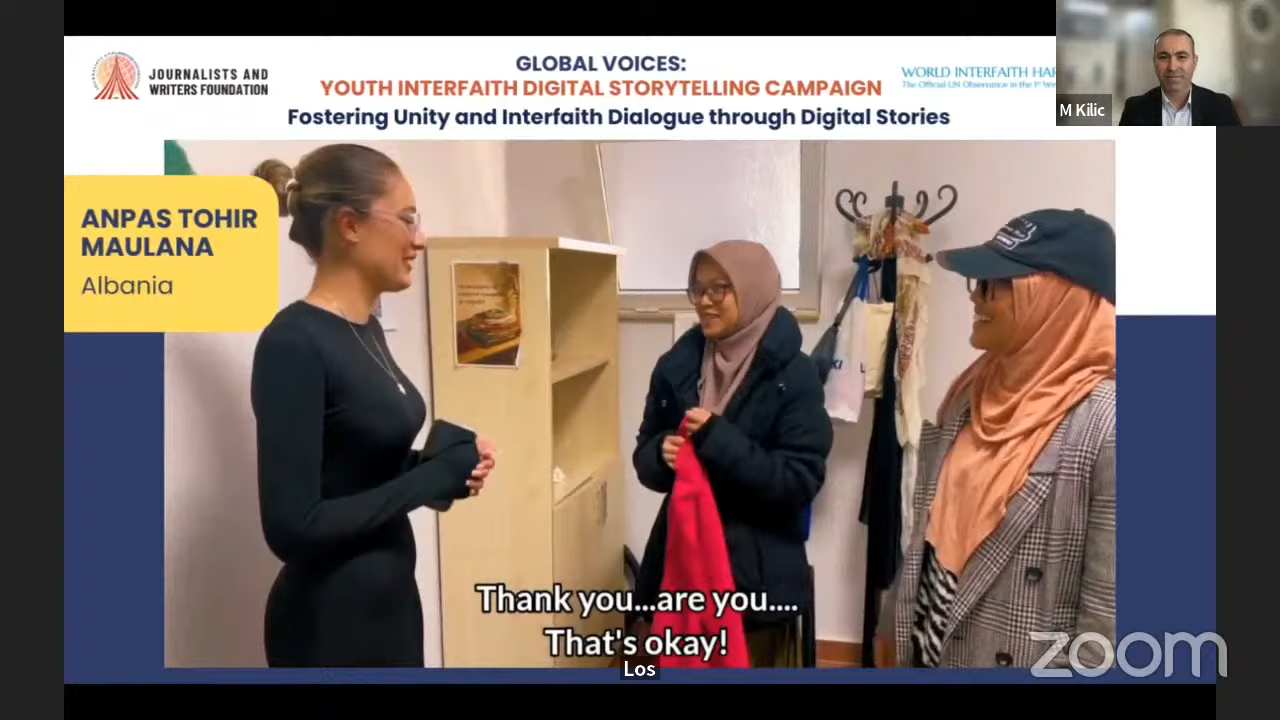 JOURNALISTS AND
WRITERS FOUNDATION
GLOBAL VOICES:
YOUTH INTERFAITH DIGITAL STORYTELLING CAMPAIGN
Fostering Unity and Interfaith Dialogue through Digital Stories
WORLD INTERFAITH HAR
The Official UN Observance in the 1st We
M Kilic
ANPAS TOHIR
MAULANA
Albania
Thank you...are you....
That's okay!
Los
zoom